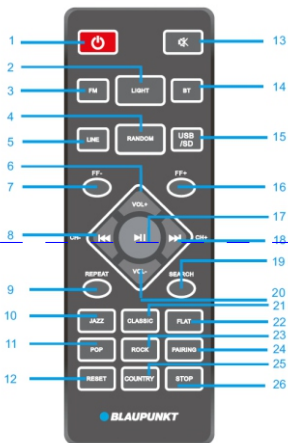 1
13
2
3
FM
LIGHT
BT
14
4
5
LINE
RANDOM
USB
/SD
15
6
FF-
FF+
7
16
VOL+
17
8
CH-
CH+
18
REPEAT
VOL-
SEARCH
19
9
20
21
10
JAZZ
CLASSIC
FLAT
22
23
11
POP
ROCK
PAIRING
24
25
12
RESET
COUNTRY
STOP
26
BLAUPUNKT